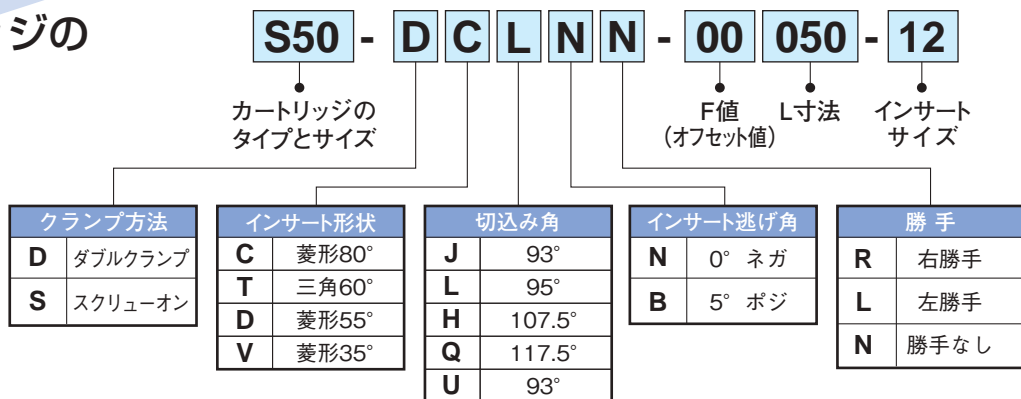 ジの
S50 - D C L N N - 00 050 - 12
カートリッジの
タイプとサイズ
F値
(オフセット値)
L寸法
インサート
サイズ
クランプ方法
D ダブルクランプ
S スクリューオン
インサート形状
C 菱形80°
T 三角60°
D 菱形55°
V 菱形35°
切込み角
J 93°
L 95°
H 107.5°
Q 117.5°
U 93°
インサート逃げ角
N 0° ネガ
B 5° ポジ
勝手
R 右勝手
L 左勝手
N 勝手なし